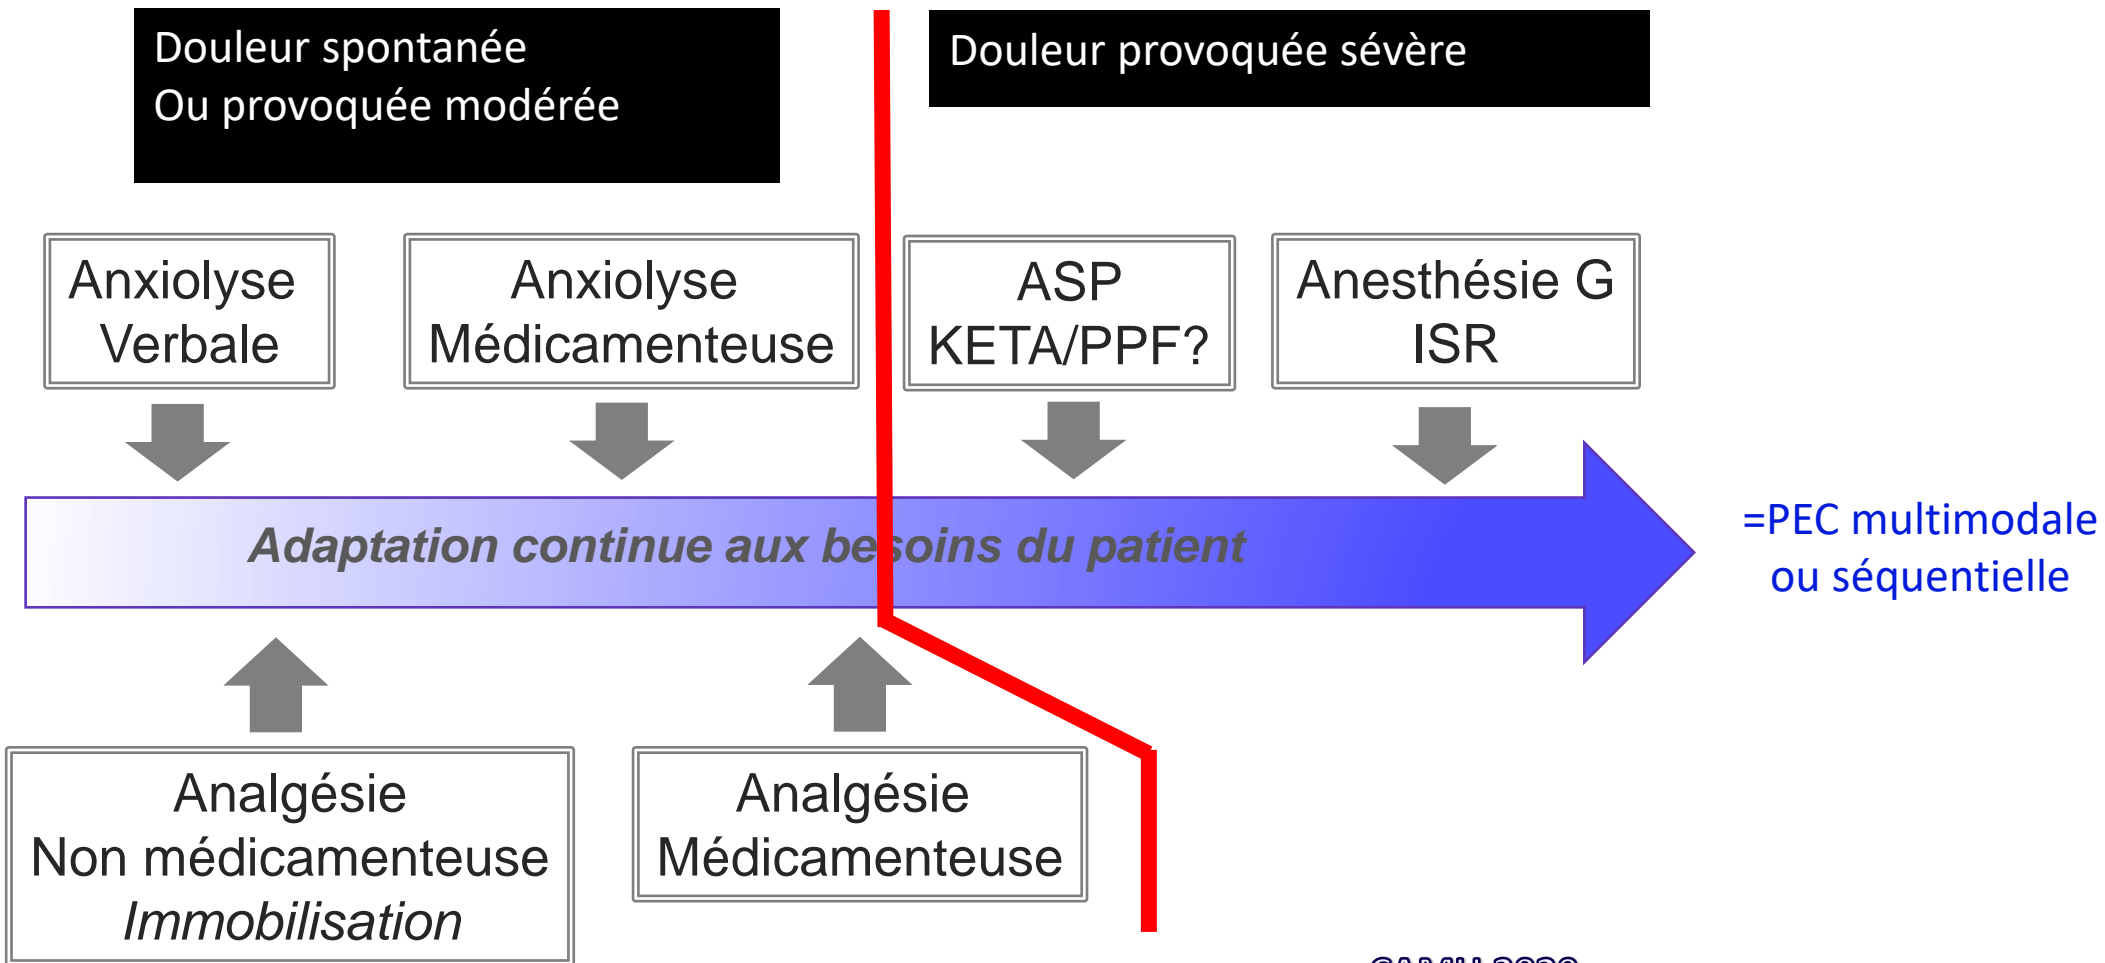 Douleur spontanée
Ou provoquée modérée
Douleur provoquée sévère
Anxiolyse
Verbale
Anxiolyse
Médicamenteuse
ASP
KETA/PPF?
Anesthésie G
ISR
Adaptation continue aux besoins du patient
=PEC multimodale
ou séquentielle
Analgésie
Non médicamenteuse
Immobilisation
Analgésie
Médicamenteuse